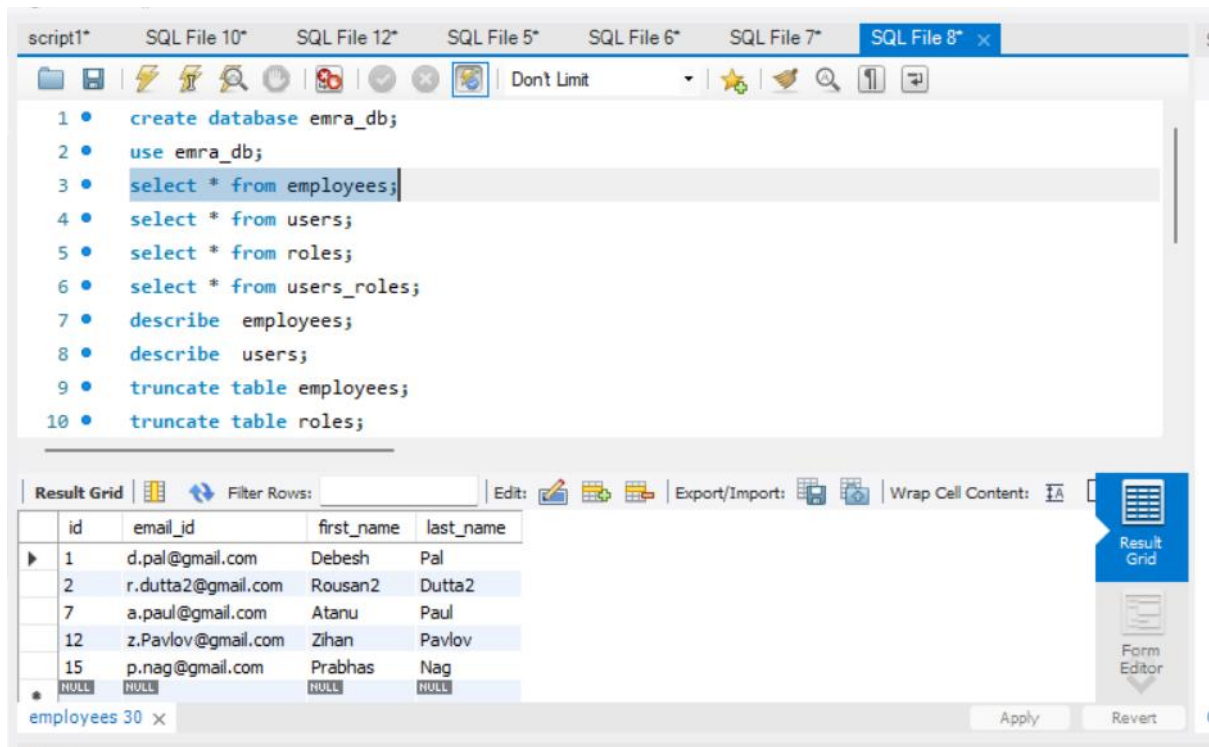 script1* SQL File 10* SQL File 12* SQL File 5* SQL File 6* SQL File 7* SQL File 8*
Don't Limit
1 create database emra_db;
2 use emra_db;
3 select * from employees;
4 select * from users;
5 select * from roles;
6 select * from users_roles;
7 describe  employees;
8 describe  users;
9 truncate table employees;
10 truncate table roles;
Result Grid Filter Rows: Edit: Export/Import: Wrap Cell Content:
id email_id first_name last_name
1 d.pal@gmail.com Debesh Pal
2 r.dutta2@gmail.com Rousan2 Dutta2
7 a.paul@gmail.com Atanu Paul
12 z.Pavlov@gmail.com Zihan Pavlov
15 p.nag@gmail.com Prabhas Nag
NULL NULL NULL NULL
Result
Grid
Form
Editor
employees 30 Apply Revert